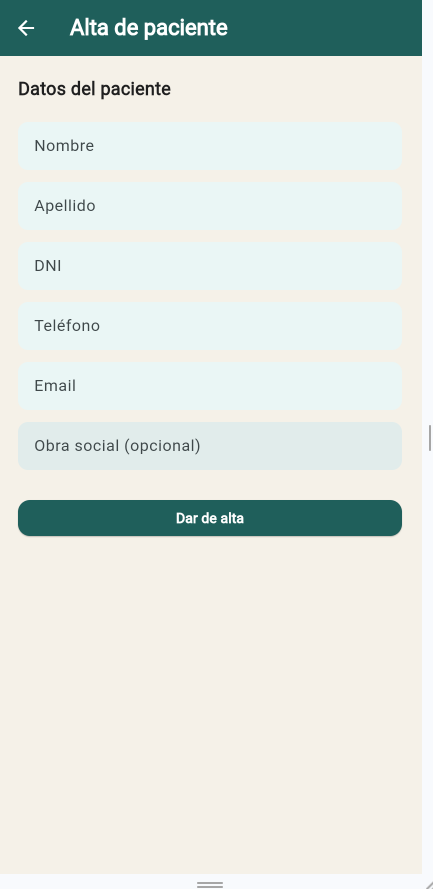 Alta de paciente
Datos del paciente
Nombre
Apellido
DNI
Teléfono
Email
Obra social (opcional)
Dar de alta